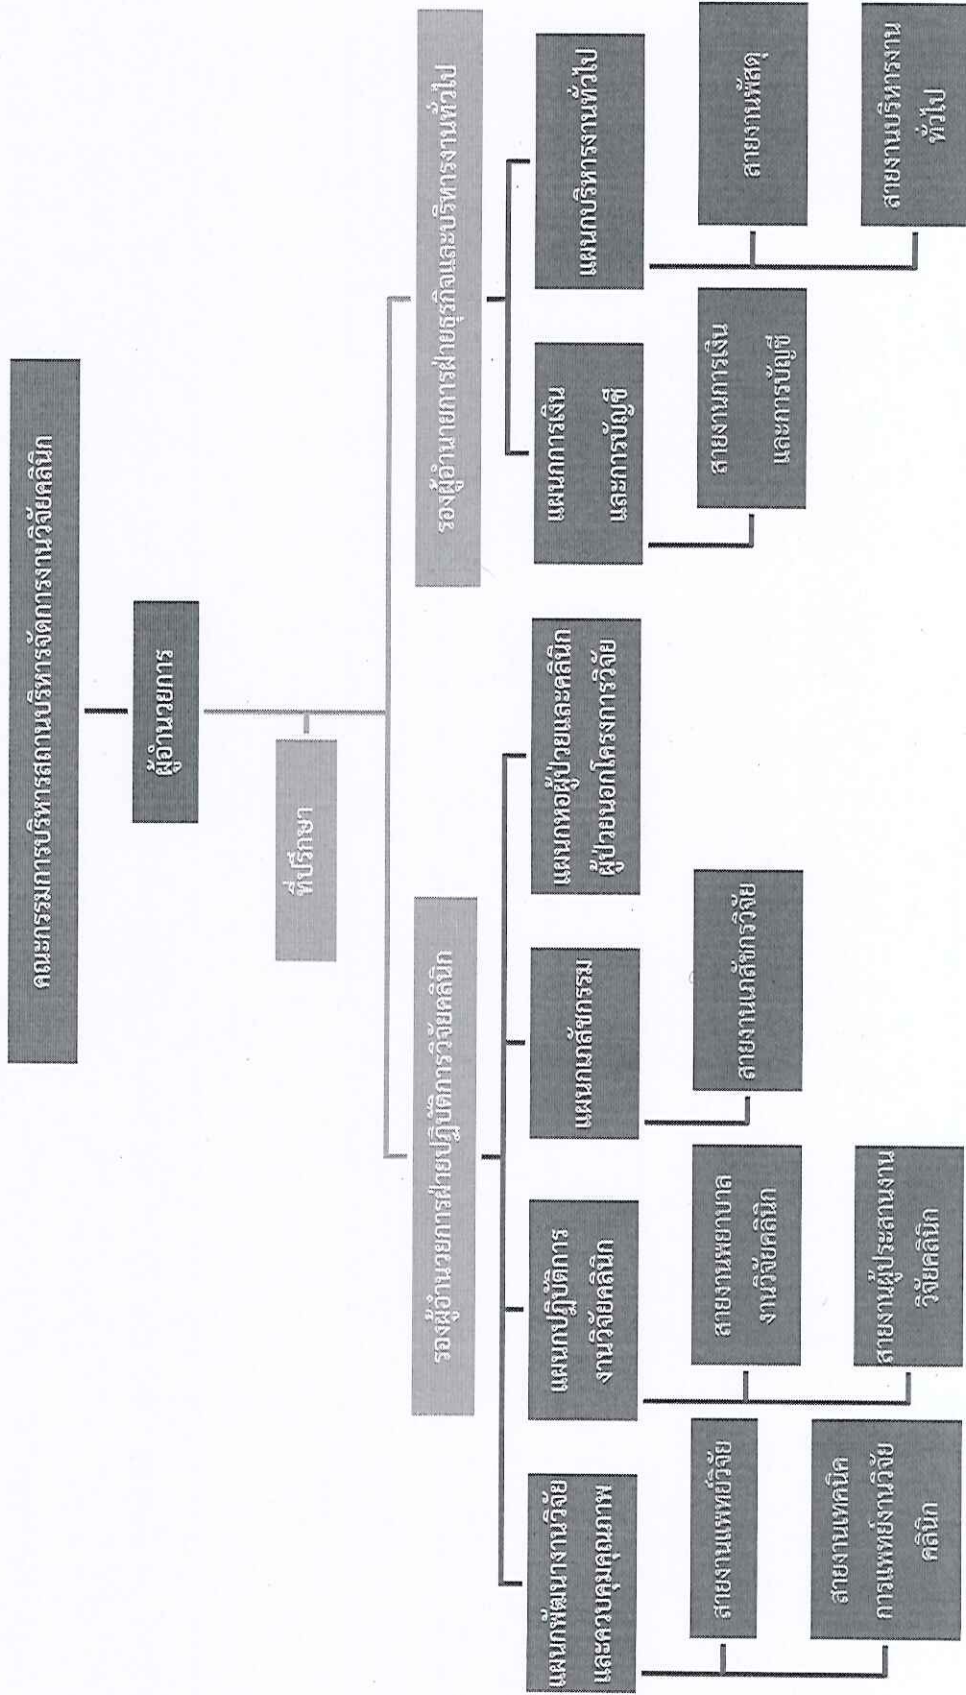 คณะกรรมการบริหารสถานบริหารจัดการงานวิจัยคลินิก
ผู้อำนวยการ
ที่ปรึกษา
รองผู้อำนวยการฝ่ายปฏิบัติการวิจัยคลินิก
รองผู้อำนวยการฝ่ายธุรกิจและบริหารงานทั่วไป
แผนกพัฒนางานวิจัย
และควบคุมคุณภาพ
แผนกปฏิบัติการ
งานวิจัยคลินิก
แผนกเภสัชกรรม
แผนกหอผู้ป่วยและคลินิก
ผู้ป่วยนอกโครงการวิจัย
แผนกการเงิน
และการบัญชี
แผนกบริหารงานทั่วไป
สายงานแพทย์วิจัย
สายงานเทคนิค
การแพทย์งานวิจัย
คลินิก
สายงานพยาบาล
งานวิจัยคลินิก
สายงานผู้ประสานงาน
วิจัยคลินิก
สายงานเภสัชกรวิจัย
สายงานการเงิน
และการบัญชี
สายงานพัสดุ
สายงานบริหารงาน
ทั่วไป